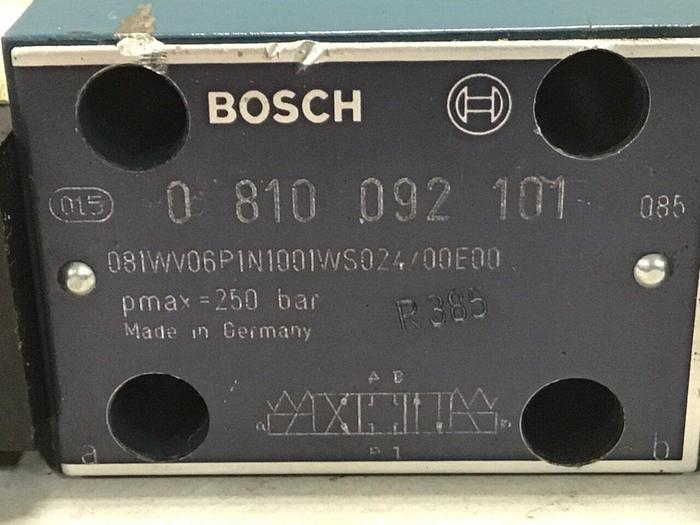 BOSCH
015 0 810 092 101 085
081WV06P1N1001WS024/00E00
pmax=250 bar
R385
Made in Germany
A B
a b
P T
a b